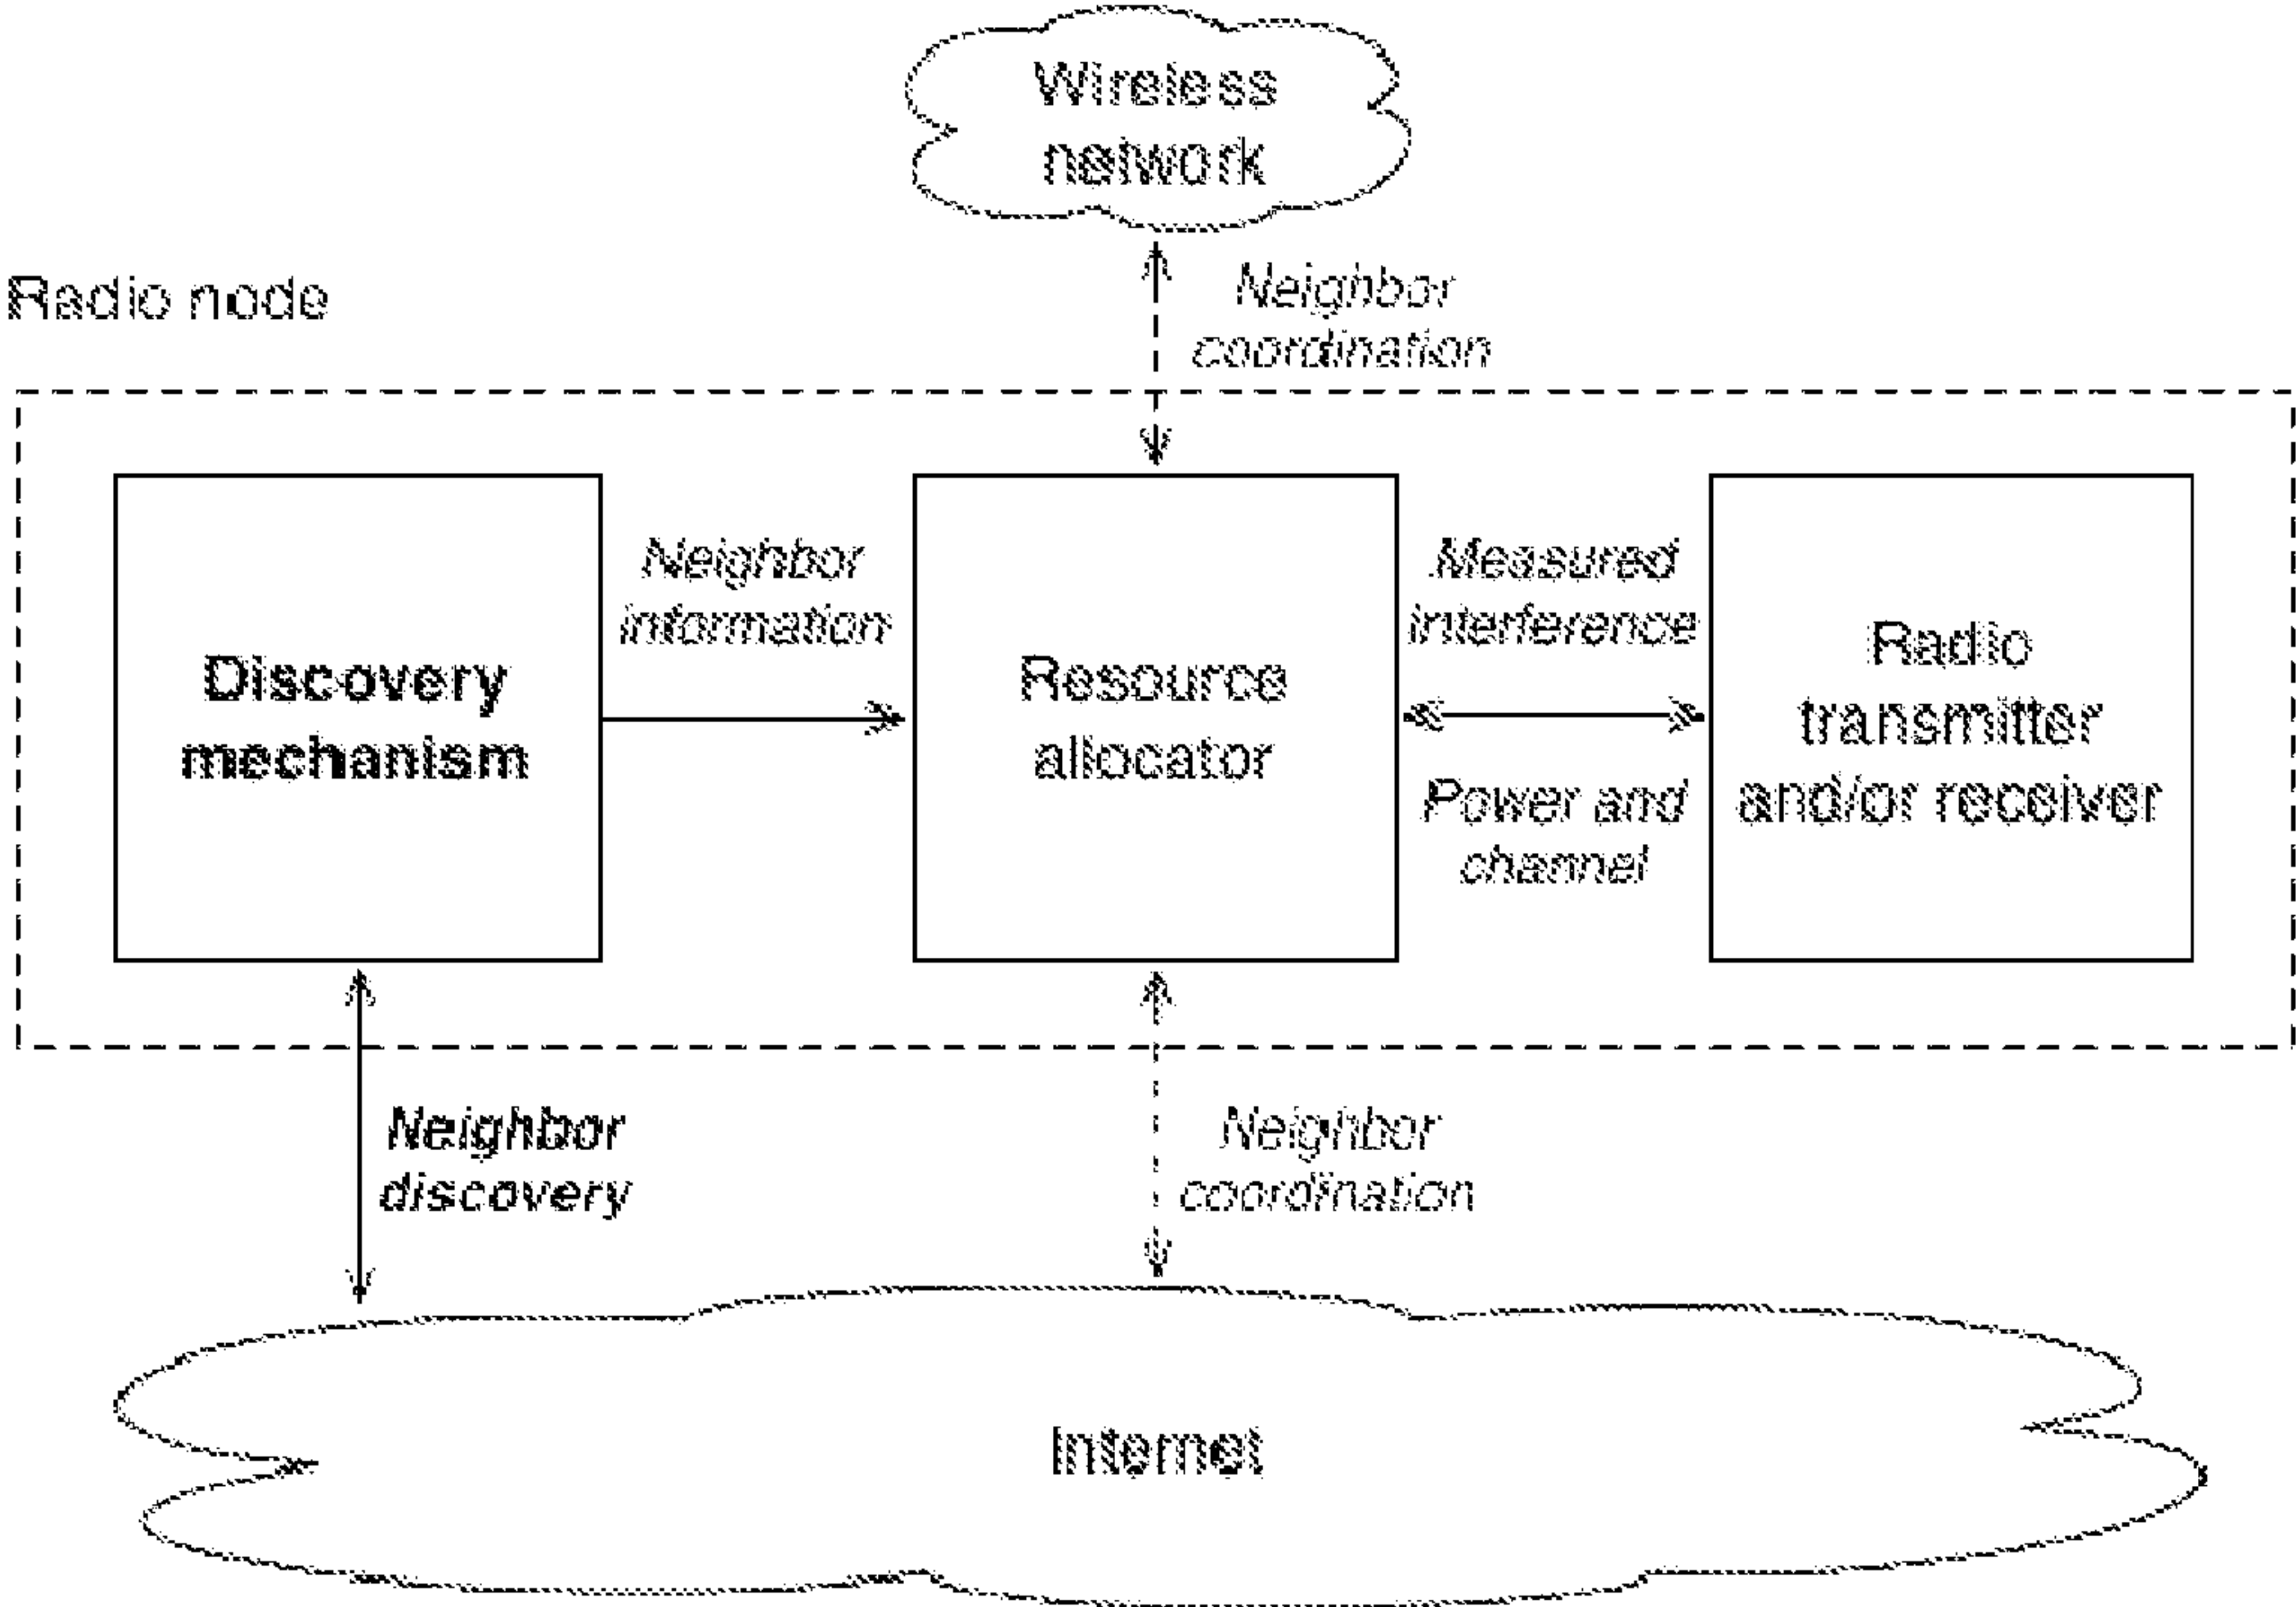 Wireless
network
Radio node
Neighbor
coordination
Discovery
mechanism
Neighbor
information
Resource
allocator
Measured
interference
Power and
channel
Radio
transmitter
and/or receiver
Neighbor
discovery
Neighbor
coordination
Internet